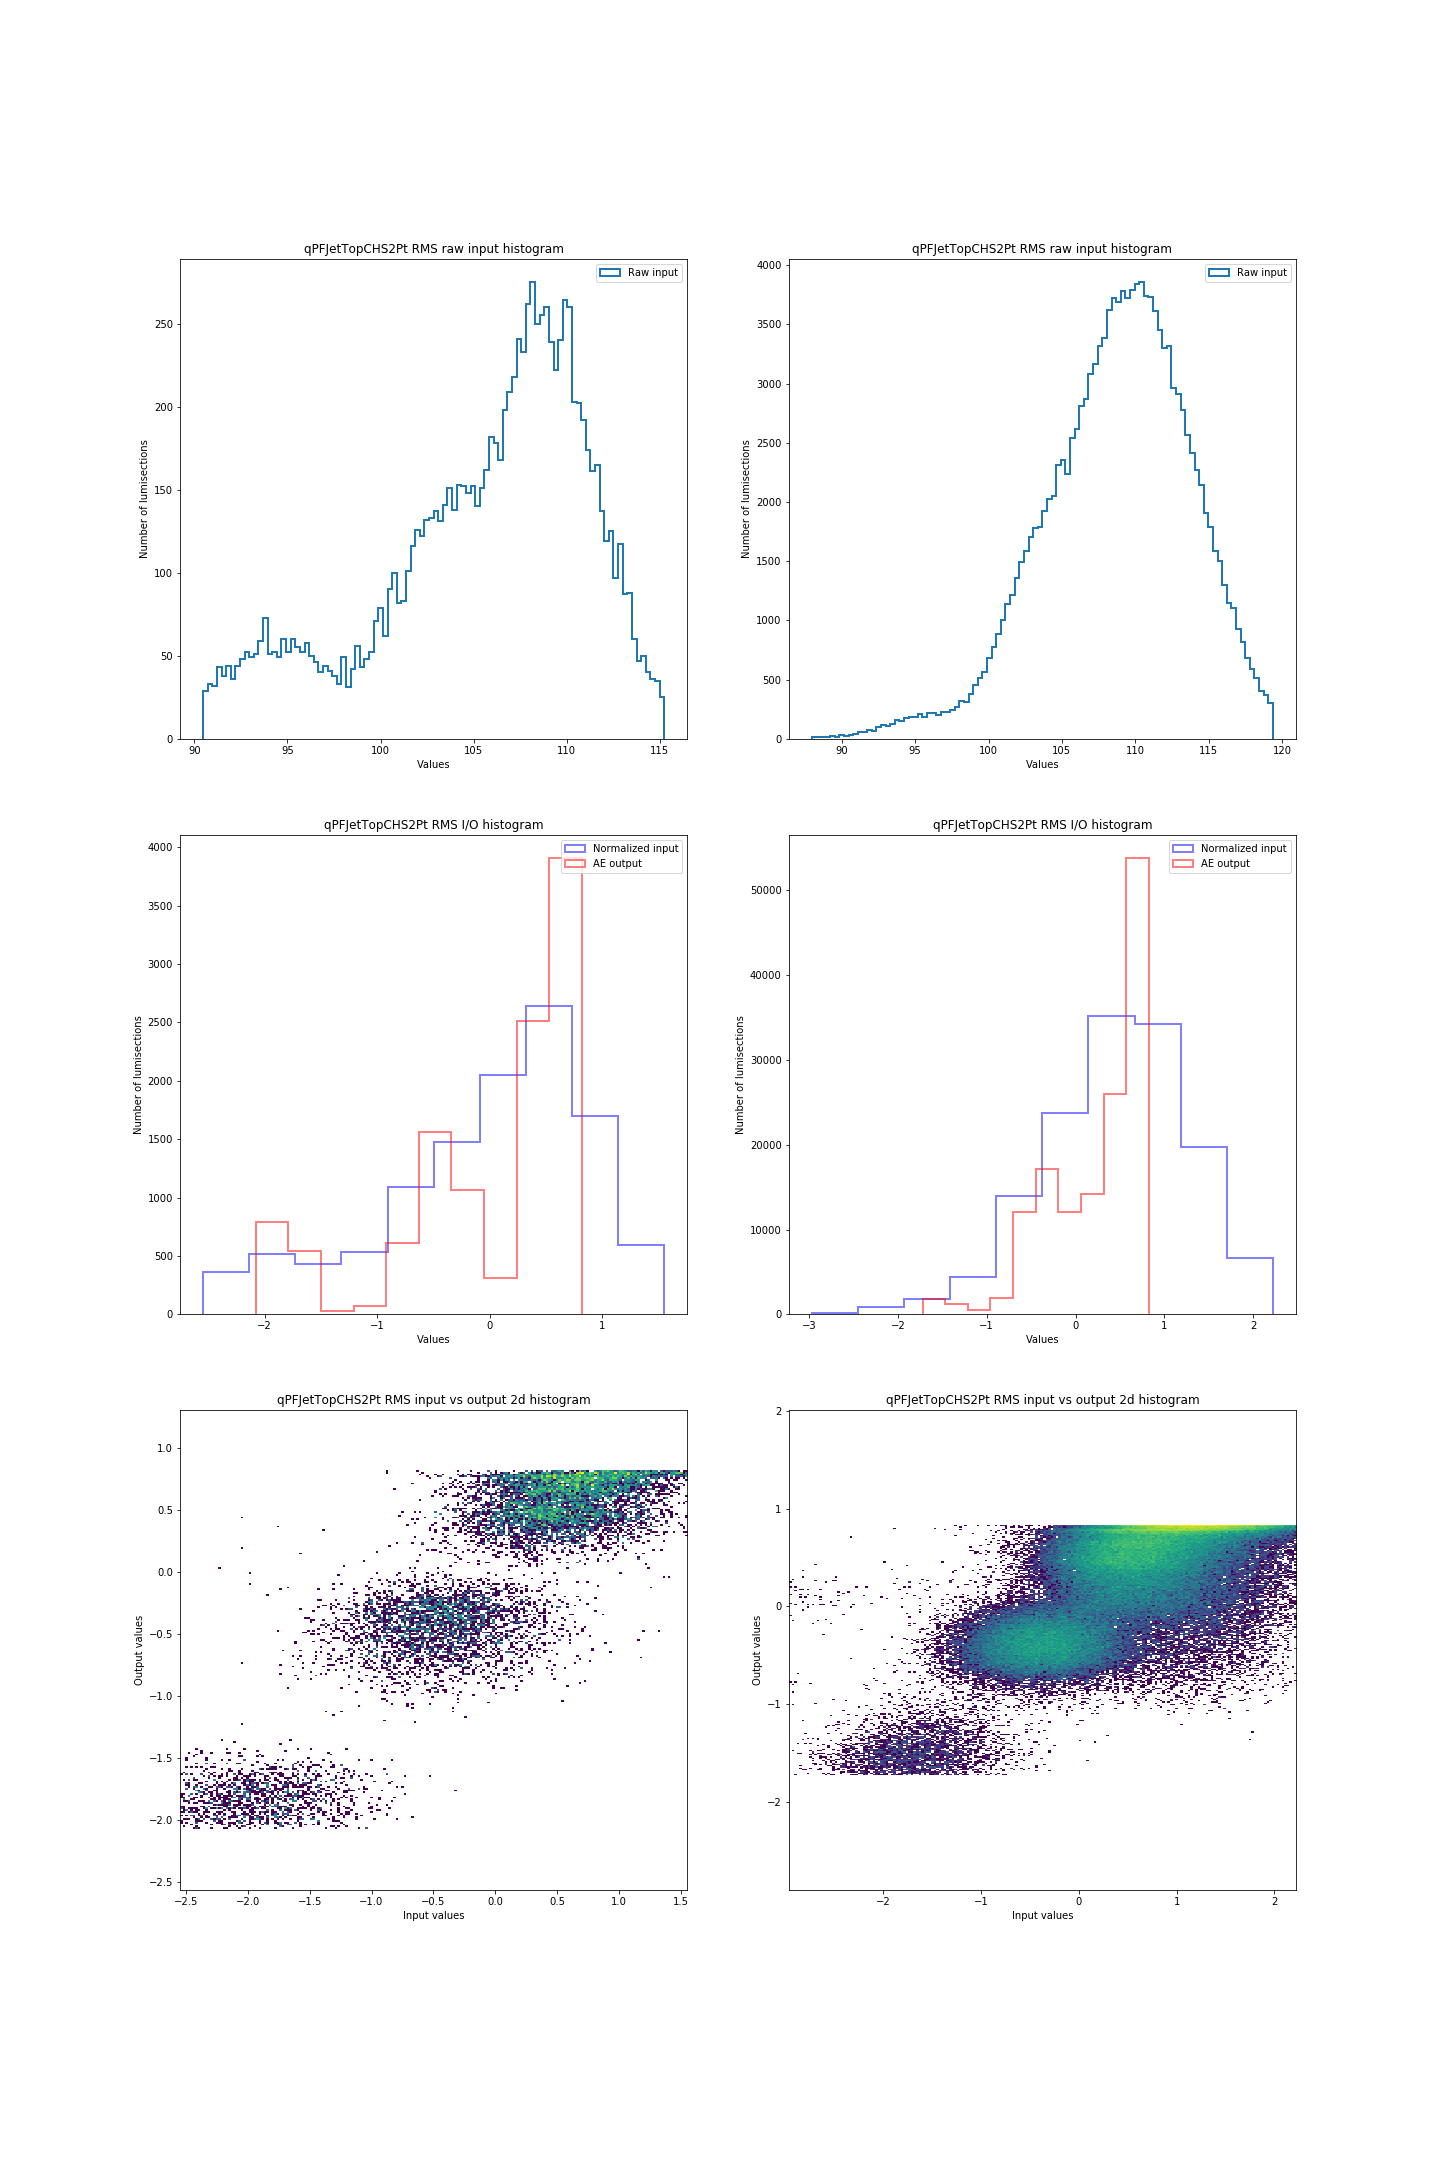 qPFJetTopCHS2Pt RMS raw input histogram
Raw input
Number of lumisections
250
200
150
100
50
0
90 95 100 105 110 115
Values
qPFJetTopCHS2Pt RMS raw input histogram
Raw input
Number of lumisections
4000
3500
3000
2500
2000
1500
1000
500
0
90 95 100 105 110 115 120
Values
qPFJetTopCHS2Pt RMS I/O histogram
Normalized input
AE output
Number of lumisections
4000
3500
3000
2500
2000
1500
1000
500
0
−2 −1 0 1
Values
qPFJetTopCHS2Pt RMS I/O histogram
Normalized input
AE output
Number of lumisections
50000
40000
30000
20000
10000
0
−3 −2 −1 0 1 2
Values
qPFJetTopCHS2Pt RMS input vs output 2d histogram
Output values
1.0
0.5
0.0
−0.5
−1.0
−1.5
−2.0
−2.5
−2.5 −2.0 −1.5 −1.0 −0.5 0.0 0.5 1.0 1.5
Input values
qPFJetTopCHS2Pt RMS input vs output 2d histogram
Output values
2
1
0
−1
−2
−2 −1 0 1 2
Input values